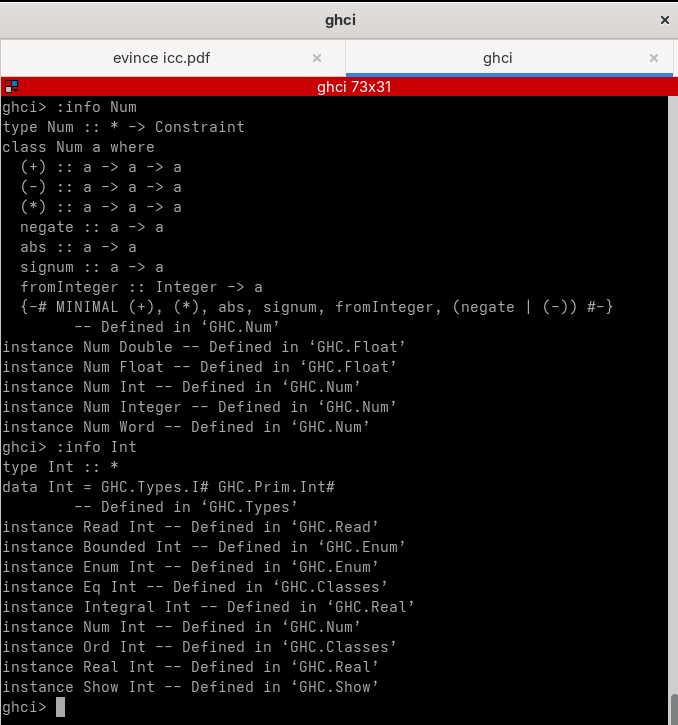 ghci
evince icc.pdf
ghci
ghci 73x31
ghci> :info Num
type Num :: * -> Constraint
class Num a where
  (+) :: a -> a -> a
  (-) :: a -> a -> a
  (*) :: a -> a -> a
  negate :: a -> a
  abs :: a -> a
  signum :: a -> a
  fromInteger :: Integer -> a
  {-# MINIMAL (+), (*), abs, signum, fromInteger, (negate | (-)) #-}
        -- Defined in ‘GHC.Num’
instance Num Double -- Defined in ‘GHC.Float’
instance Num Float -- Defined in ‘GHC.Float’
instance Num Int -- Defined in ‘GHC.Num’
instance Num Integer -- Defined in ‘GHC.Num’
instance Num Word -- Defined in ‘GHC.Num’
ghci> :info Int
type Int :: *
data Int = GHC.Types.I# GHC.Prim.Int#
        -- Defined in ‘GHC.Types’
instance Read Int -- Defined in ‘GHC.Read’
instance Bounded Int -- Defined in ‘GHC.Enum’
instance Enum Int -- Defined in ‘GHC.Enum’
instance Eq Int -- Defined in ‘GHC.Classes’
instance Integral Int -- Defined in ‘GHC.Real’
instance Num Int -- Defined in ‘GHC.Num’
instance Ord Int -- Defined in ‘GHC.Classes’
instance Real Int -- Defined in ‘GHC.Real’
instance Show Int -- Defined in ‘GHC.Show’
ghci>